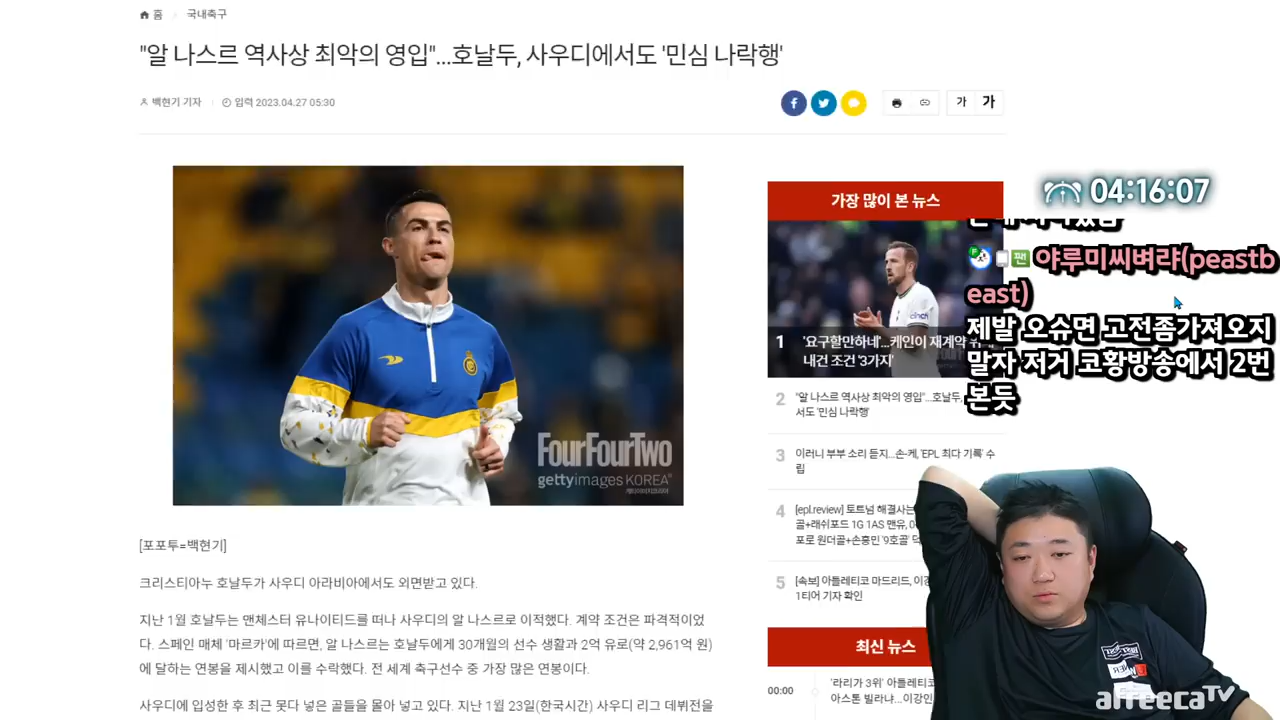 홈
국내축구
"알 나스르 역사상 최악의 영입"...호날두, 사우디에서도 '민심 나락행'
백현기 기자
입력 2023.04.27 05:30
f
가
가
FourFourTwo
gettyimages KOREA
[포포투=백현기]
크리스티아누 호날두가 사우디 아라비아에서도 외면받고 있다.
지난 1월 호날두는 맨체스터 유나이티드를 떠나 사우디의 알 나스르로 이적했다. 계약 조건은 파격적이었
다. 스페인 매체 '마르카'에 따르면, 알 나스르는 호날두에게 30개월의 선수 생활과 2억 유로(약 2,961억 원)
에 달하는 연봉을 제시했고 이를 수락했다. 전 세계 축구선수 중 가장 많은 연봉이다.
사우디에 입성한 후 최근 못다 넣은 골들을 몰아 넣고 있다. 지난 1월 23일(한국시간) 사우디 리그 데뷔전을
가장 많이 본 뉴스
1 '요구할만하네'...케인이 재계약 위
내건 조건 '3가지'
2 "알 나스르 역사상 최악의 영입"...호날두,
서도 '민심 나락행'
3 이러니 부부 소리 듣지...손-케, 'EPL 최다 기록' 수
립
4 [epl.review] 토트넘 해결사는
골+래쉬포드 1G 1AS 맨유,
포로 원더골+손흥민 '9호골'
5 [속보] 아틀레티코 마드리드,
1티어 기자 확인
최신 뉴스
00:00
'라리가 3위' 아틀레티코
아스톤 빌라냐...이강인
04:16:07
팬 야루미씨벼랴(peastb
east)
제발 오슈면 고전좀가져오지
말자 저거 코황방송에서 2번
본듯
afreecaTV